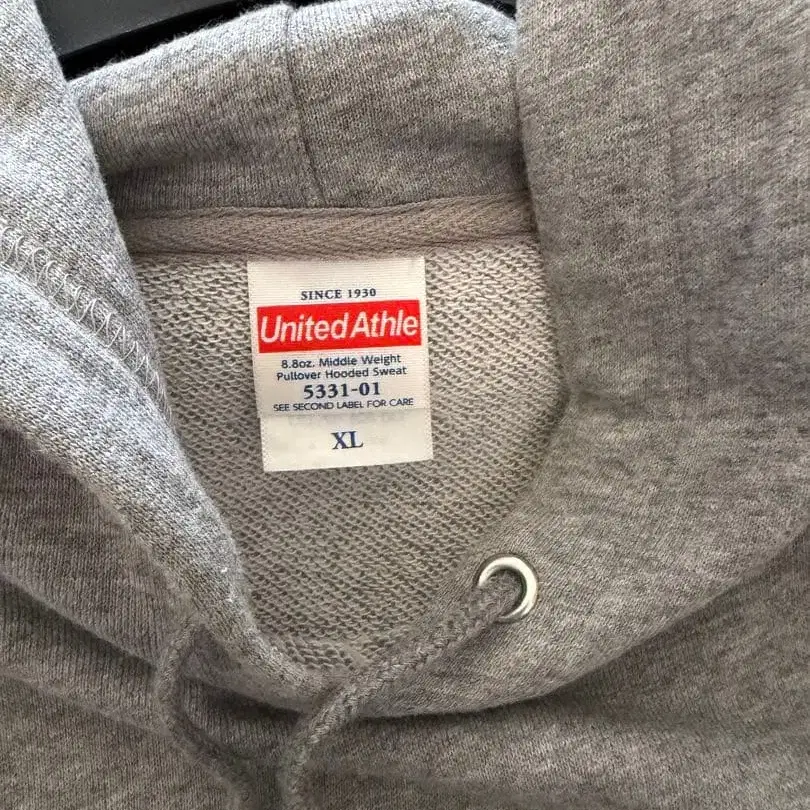 SINCE 1930
United Athle
8.8oz. Middle Weight
Pullover Hooded Sweat
5331-01
SEE SECOND LABEL FOR CARE
XL